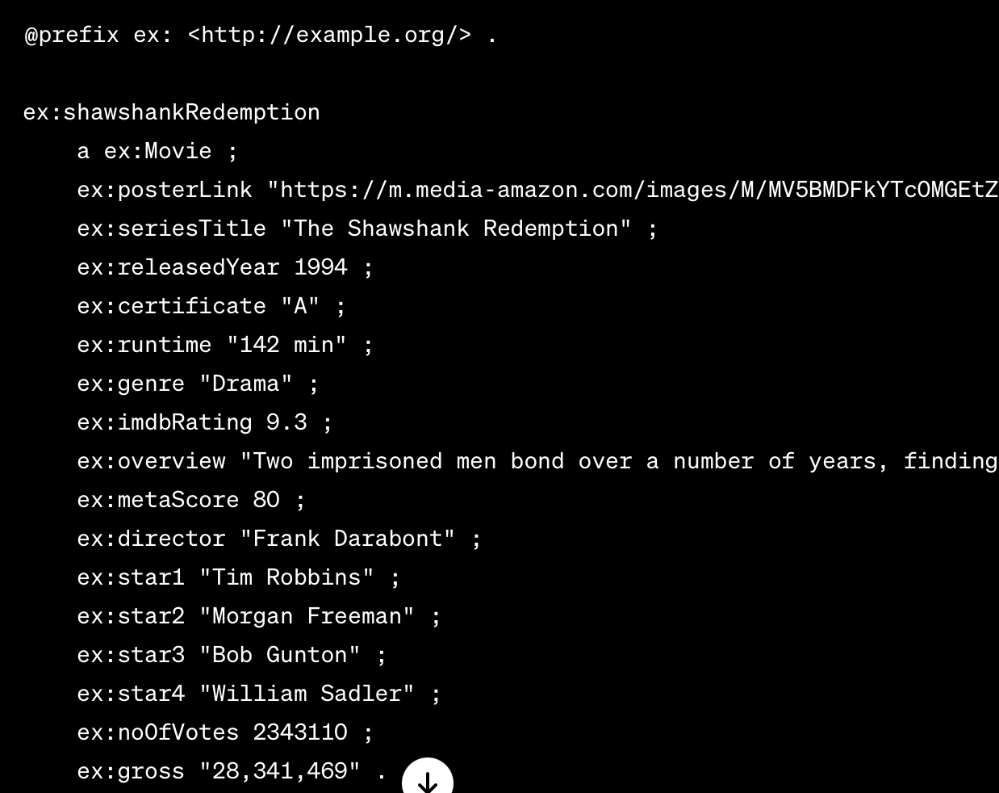 @prefix ex: <http://example.org/> .
ex:shawshankRedemption
a ex:Movie ;
ex:posterLink "https://m.media-amazon.com/images/M/MV5BMDFkYTc0MGEtZ
ex:seriesTitle "The Shawshank Redemption" ;
ex:releasedYear 1994 ;
ex:certificate "A" ;
ex:runtime "142 min" ;
ex:genre "Drama" ;
ex:imdbRating 9.3 ;
ex:overview "Two imprisoned men bond over a number of years, finding
ex:metaScore 80 ;
ex:director "Frank Darabont" ;
ex:star1 "Tim Robbins" ;
ex:star2 "Morgan Freeman" ;
ex:star3 "Bob Gunton" ;
ex:star4 "William Sadler" ;
ex:noOfVotes 2343110 ;
ex:gross "28,341,469" .